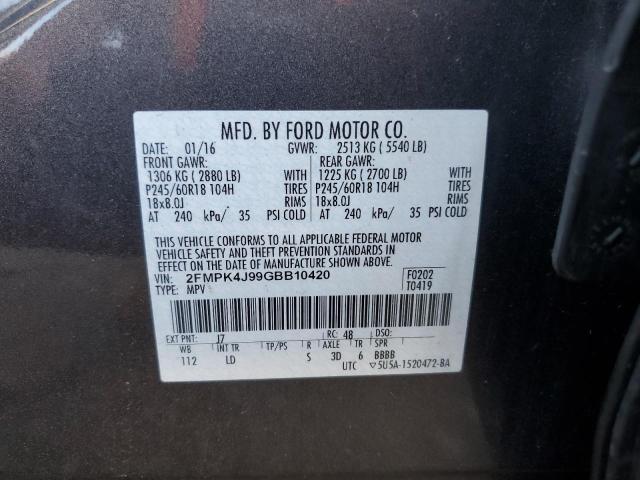 MFD. BY FORD MOTOR CO.
DATE: 01/16 GVWR: 2513 KG ( 5540 LB)
FRONT GAWR: REAR GAWR:
1306 KG ( 2880 LB) 1225 KG ( 2700 LB)
P245/60R18 104H TIRES P245/60R18 104H TIRES
18x8.0J RIMS 18x8.0J RIMS
AT 240 kPa/ 35 PSI COLD AT 240 kPa/ 35 PSI COLD
THIS VEHICLE CONFORMS TO ALL APPLICABLE FEDERAL MOTOR
VEHICLE SAFETY AND BUMPER STANDARDS AND THEFT PREVENTION STANDARDS IN
EFFECT ON THE DATE OF MANUFACTURE SHOWN ABOVE.
VIN: 2FMPK4J99GBB10420 F0202
TYPE: MPV T0419
EXT PNT: J7 RC: 48 DSO:
WB INT TR TP/PS R AXLE TR SPR
112 LD S 3D 6 BBBB
UTC ▽5U5A-1520472-BA